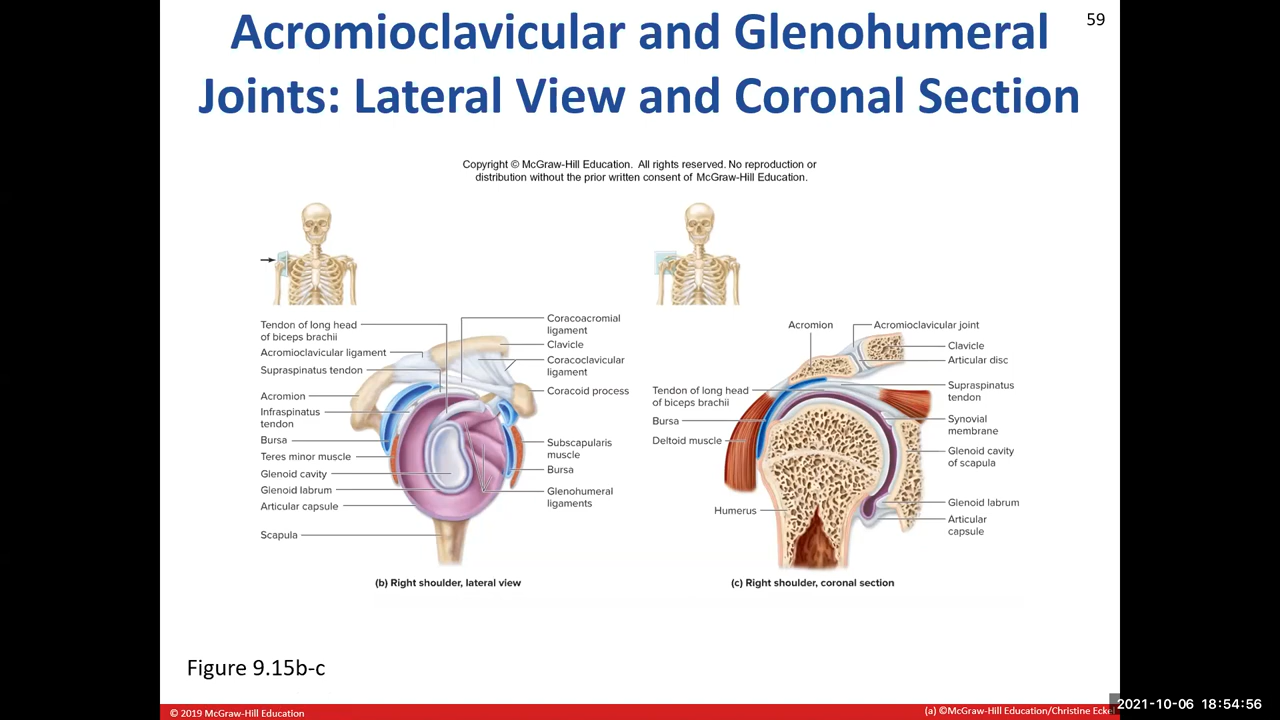 59
Acromioclavicular and Glenohumeral
Joints: Lateral View and Coronal Section
Copyright © McGraw-Hill Education. All rights reserved. No reproduction or
distribution without the prior written consent of McGraw-Hill Education.
Tendon of long head
of biceps brachii
Acromioclavicular ligament
Supraspinatus tendon
Acromion
Infraspinatus
tendon
Bursa
Teres minor muscle
Glenoid cavity
Glenoid labrum
Articular capsule
Scapula
Coracoacromial
ligament
Clavicle
Coracoclavicular
ligament
Coracoid process
Subscapularis
muscle
Bursa
Glenohumeral
ligaments
(b) Right shoulder, lateral view
Acromion
Tendon of long head
of biceps brachii
Bursa
Deltoid muscle
Humerus
Acromioclavicular joint
Clavicle
Articular disc
Supraspinatus
tendon
Synovial
membrane
Glenoid cavity
of scapula
Glenoid labrum
Articular
capsule
(c) Right shoulder, coronal section
Figure 9.15b-c
© 2019 McGraw-Hill Education
(a) ©McGraw-Hill Education/Christine Eckel
2021-10-06 18:54:56